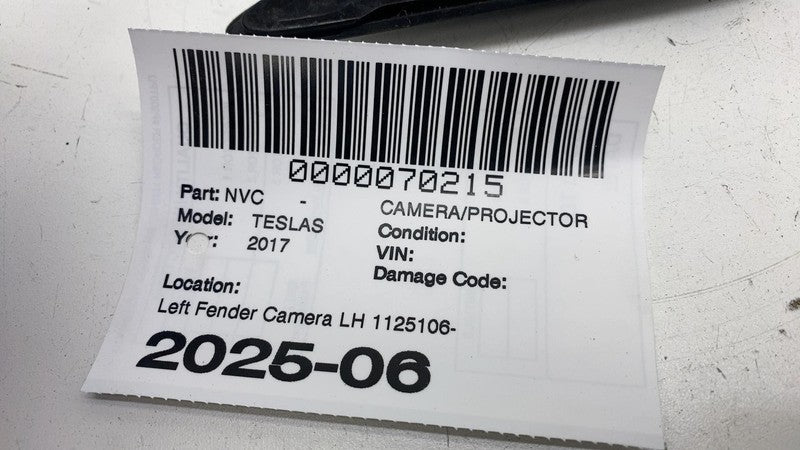 0000070215
Part: NVC - CAMERA/PROJECTOR
Model: TESLAS Condition:
2017 VIN:
Damage Code:
Location:
Left Fender Camera LH 1125106-
2025-06